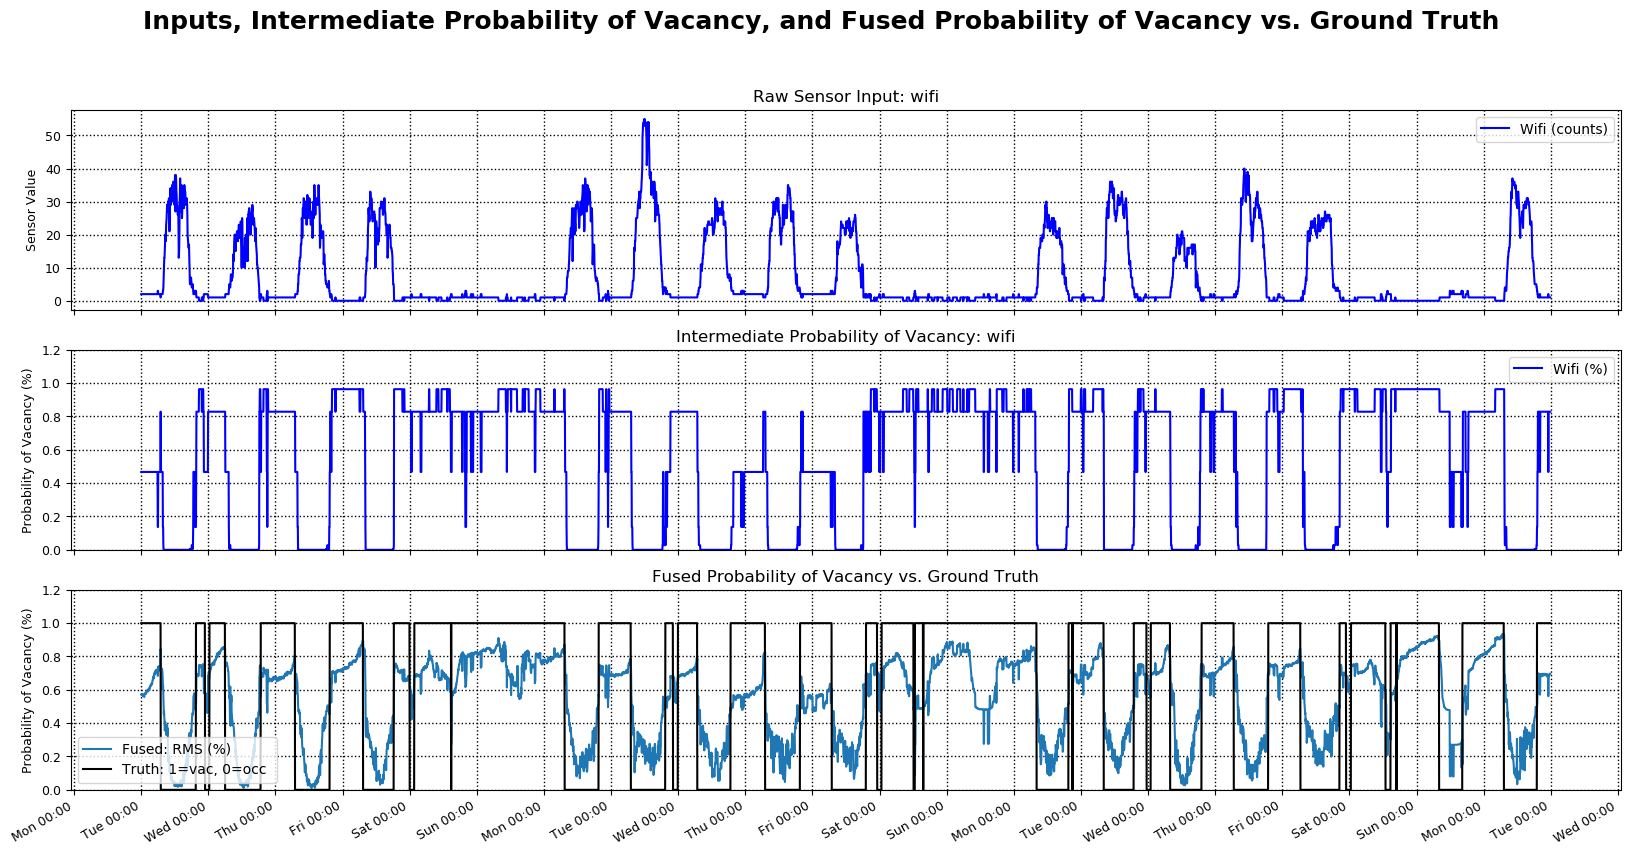 Inputs, Intermediate Probability of Vacancy, and Fused Probability of Vacancy vs. Ground Truth
Raw Sensor Input: wifi
Sensor Value
50
40
30
20
10
0
Wifi (counts)
Intermediate Probability of Vacancy: wifi
Probability of Vacancy (%)
1.2
1.0
0.8
0.6
0.4
0.2
0.0
Wifi (%)
Fused Probability of Vacancy vs. Ground Truth
Probability of Vacancy (%)
1.2
1.0
0.8
0.6
0.4
0.2
0.0
Fused: RMS (%)
Truth: 1=vac, 0=occ
Mon 00:00
Tue 00:00
Wed 00:00
Thu 00:00
Fri 00:00
Sat 00:00
Sun 00:00
Mon 00:00
Tue 00:00
Wed 00:00
Thu 00:00
Fri 00:00
Sat 00:00
Sun 00:00
Mon 00:00
Tue 00:00
Wed 00:00
Thu 00:00
Fri 00:00
Sat 00:00
Sun 00:00
Mon 00:00
Tue 00:00
Wed 00:00